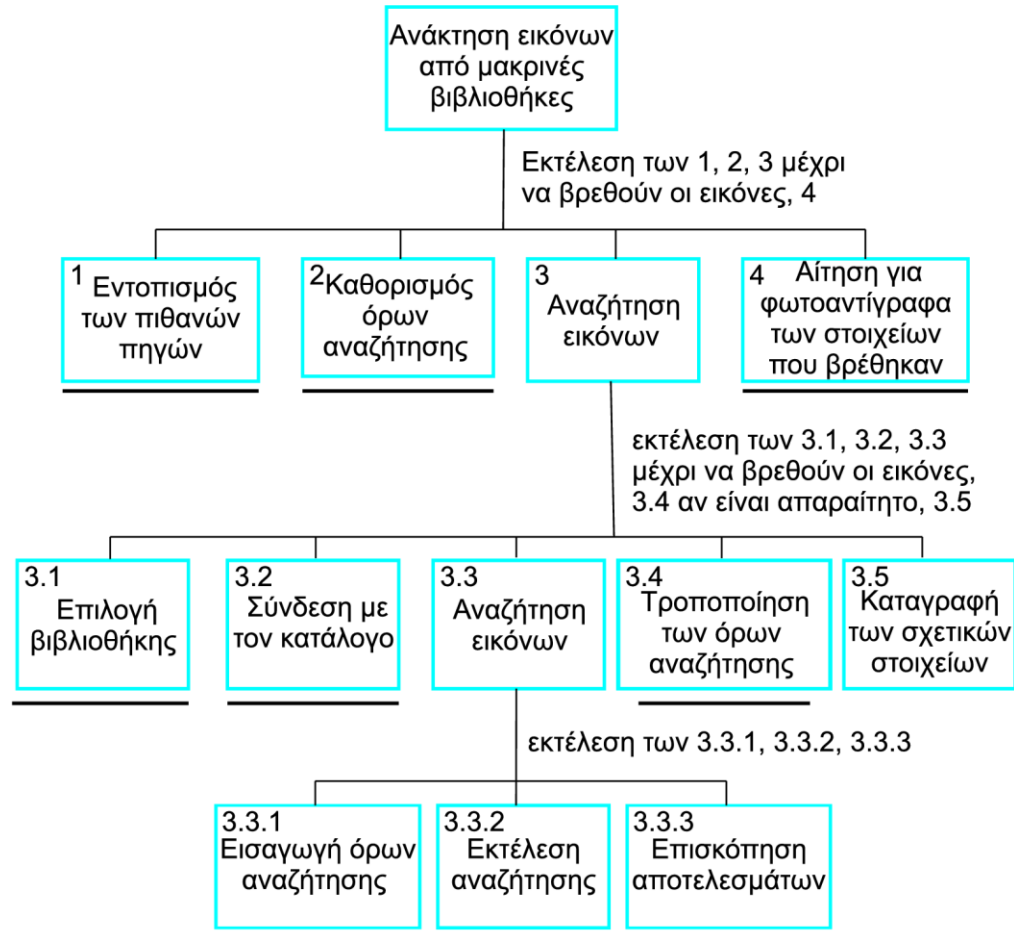 Ανάκτηση εικόνων
από μακρινές
βιβλιοθήκες
Εκτέλεση των 1, 2, 3 μέχρι
να βρεθούν οι εικόνες, 4
1
Εντοπισμός
των πιθανών
πηγών
2
Καθορισμός
όρων
αναζήτησης
3
Αναζήτηση
εικόνων
4
Αίτηση για
φωτοαντίγραφα
των στοιχείων
που βρέθηκαν
εκτέλεση των 3.1, 3.2, 3.3
μέχρι να βρεθούν οι εικόνες,
3.4 αν είναι απαραίτητο, 3.5
3.1
Επιλογή
βιβλιοθήκης
3.2
Σύνδεση με
τον κατάλογο
3.3
Αναζήτηση
εικόνων
3.4
Τροποποίηση
των όρων
αναζήτησης
3.5
Καταγραφή
των σχετικών
στοιχείων
εκτέλεση των 3.3.1, 3.3.2, 3.3.3
3.3.1
Εισαγωγή όρων
αναζήτησης
3.3.2
Εκτέλεση
αναζήτησης
3.3.3
Επισκόπηση
αποτελεσμάτων